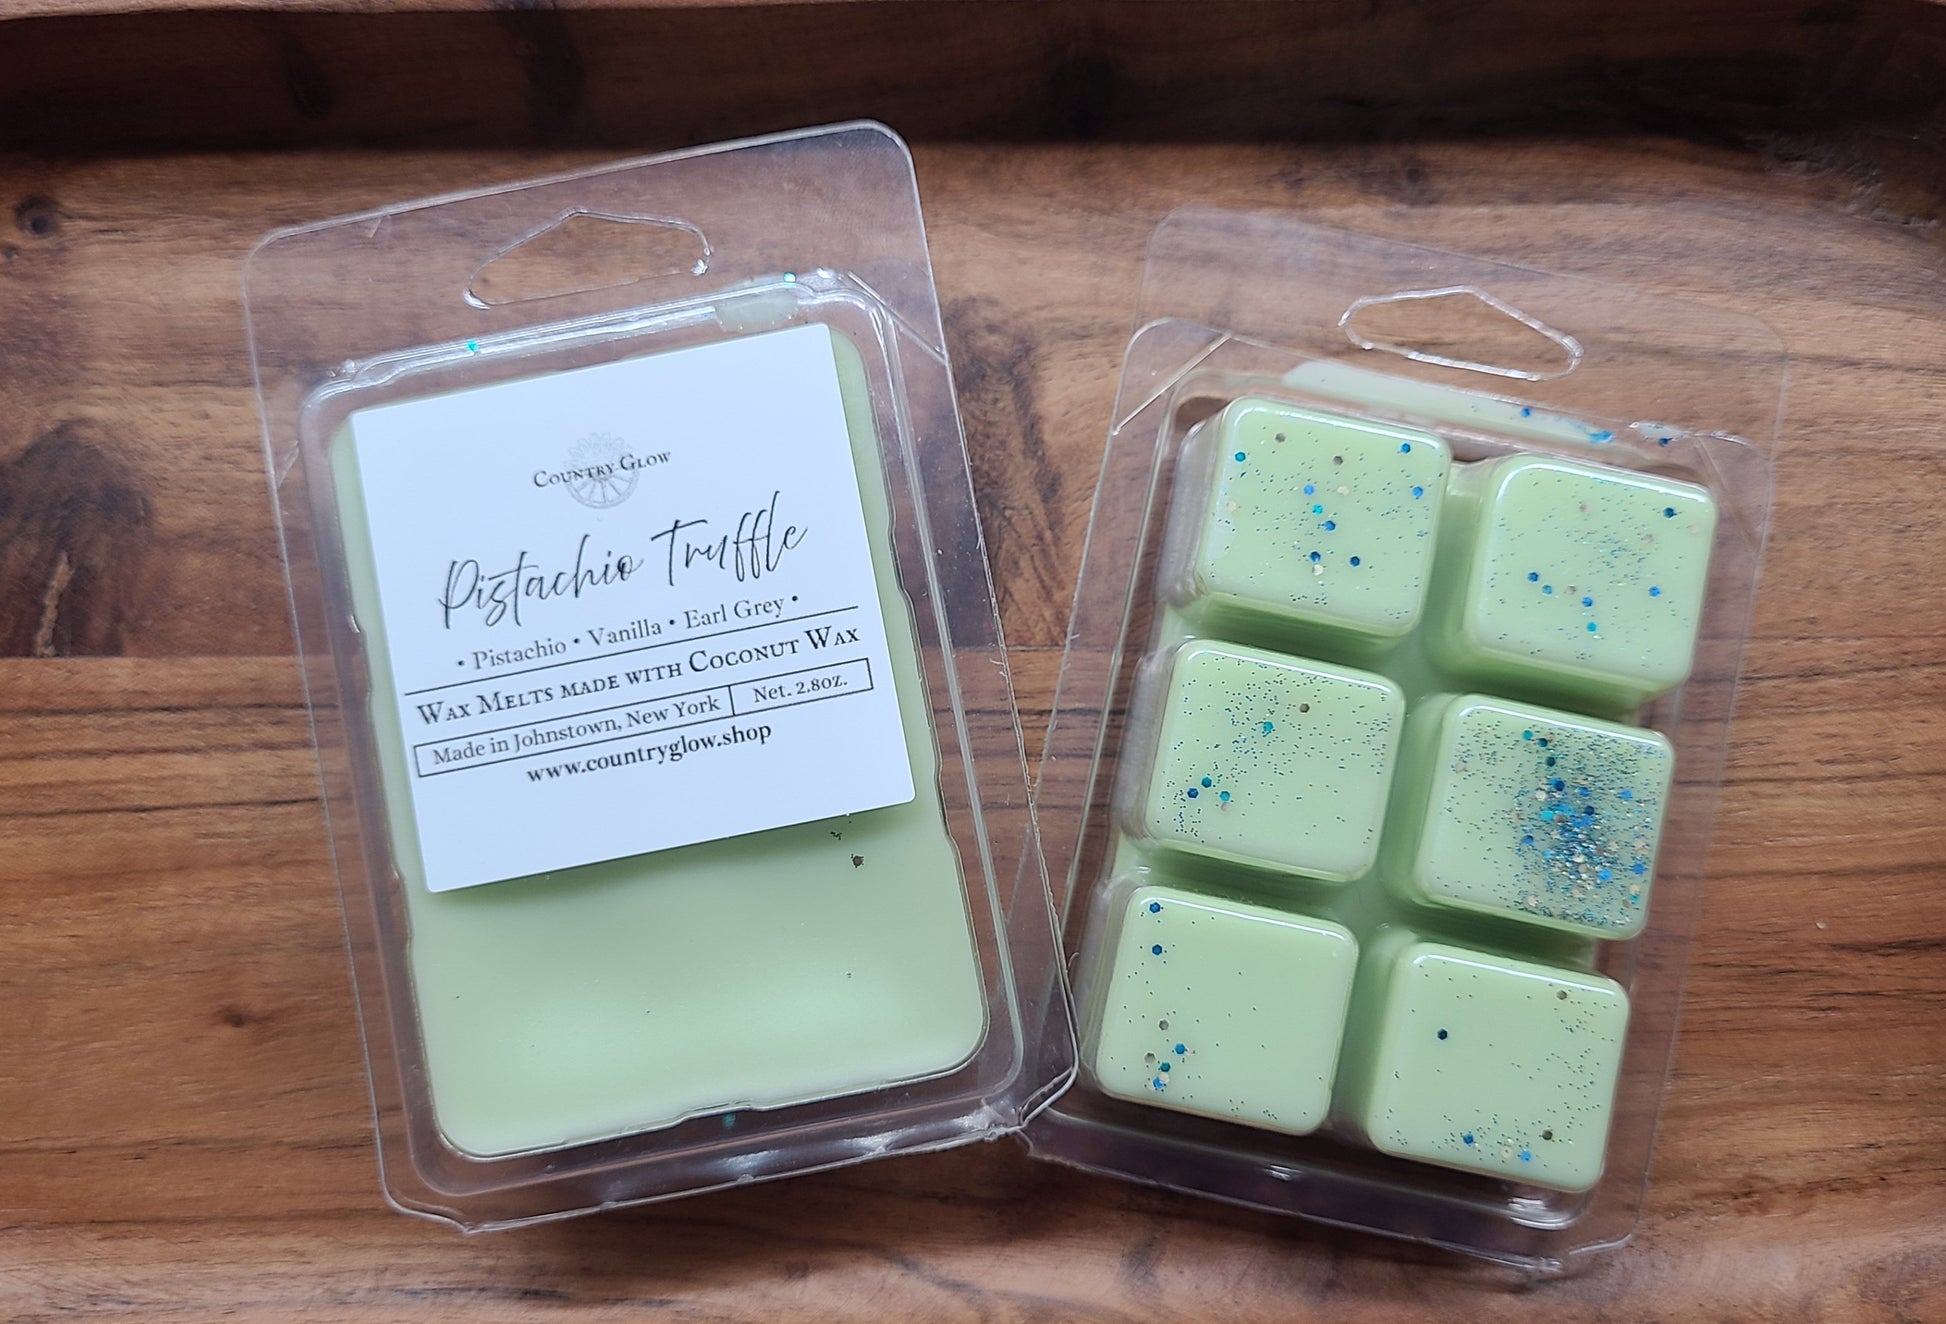 Country Glow
Pistachio Truffle
• Pistachio • Vanilla • Earl Grey •
Wax Melts made with Coconut Wax
Made in Johnstown, New York Net. 2.8oz.
www.countryglow.shop